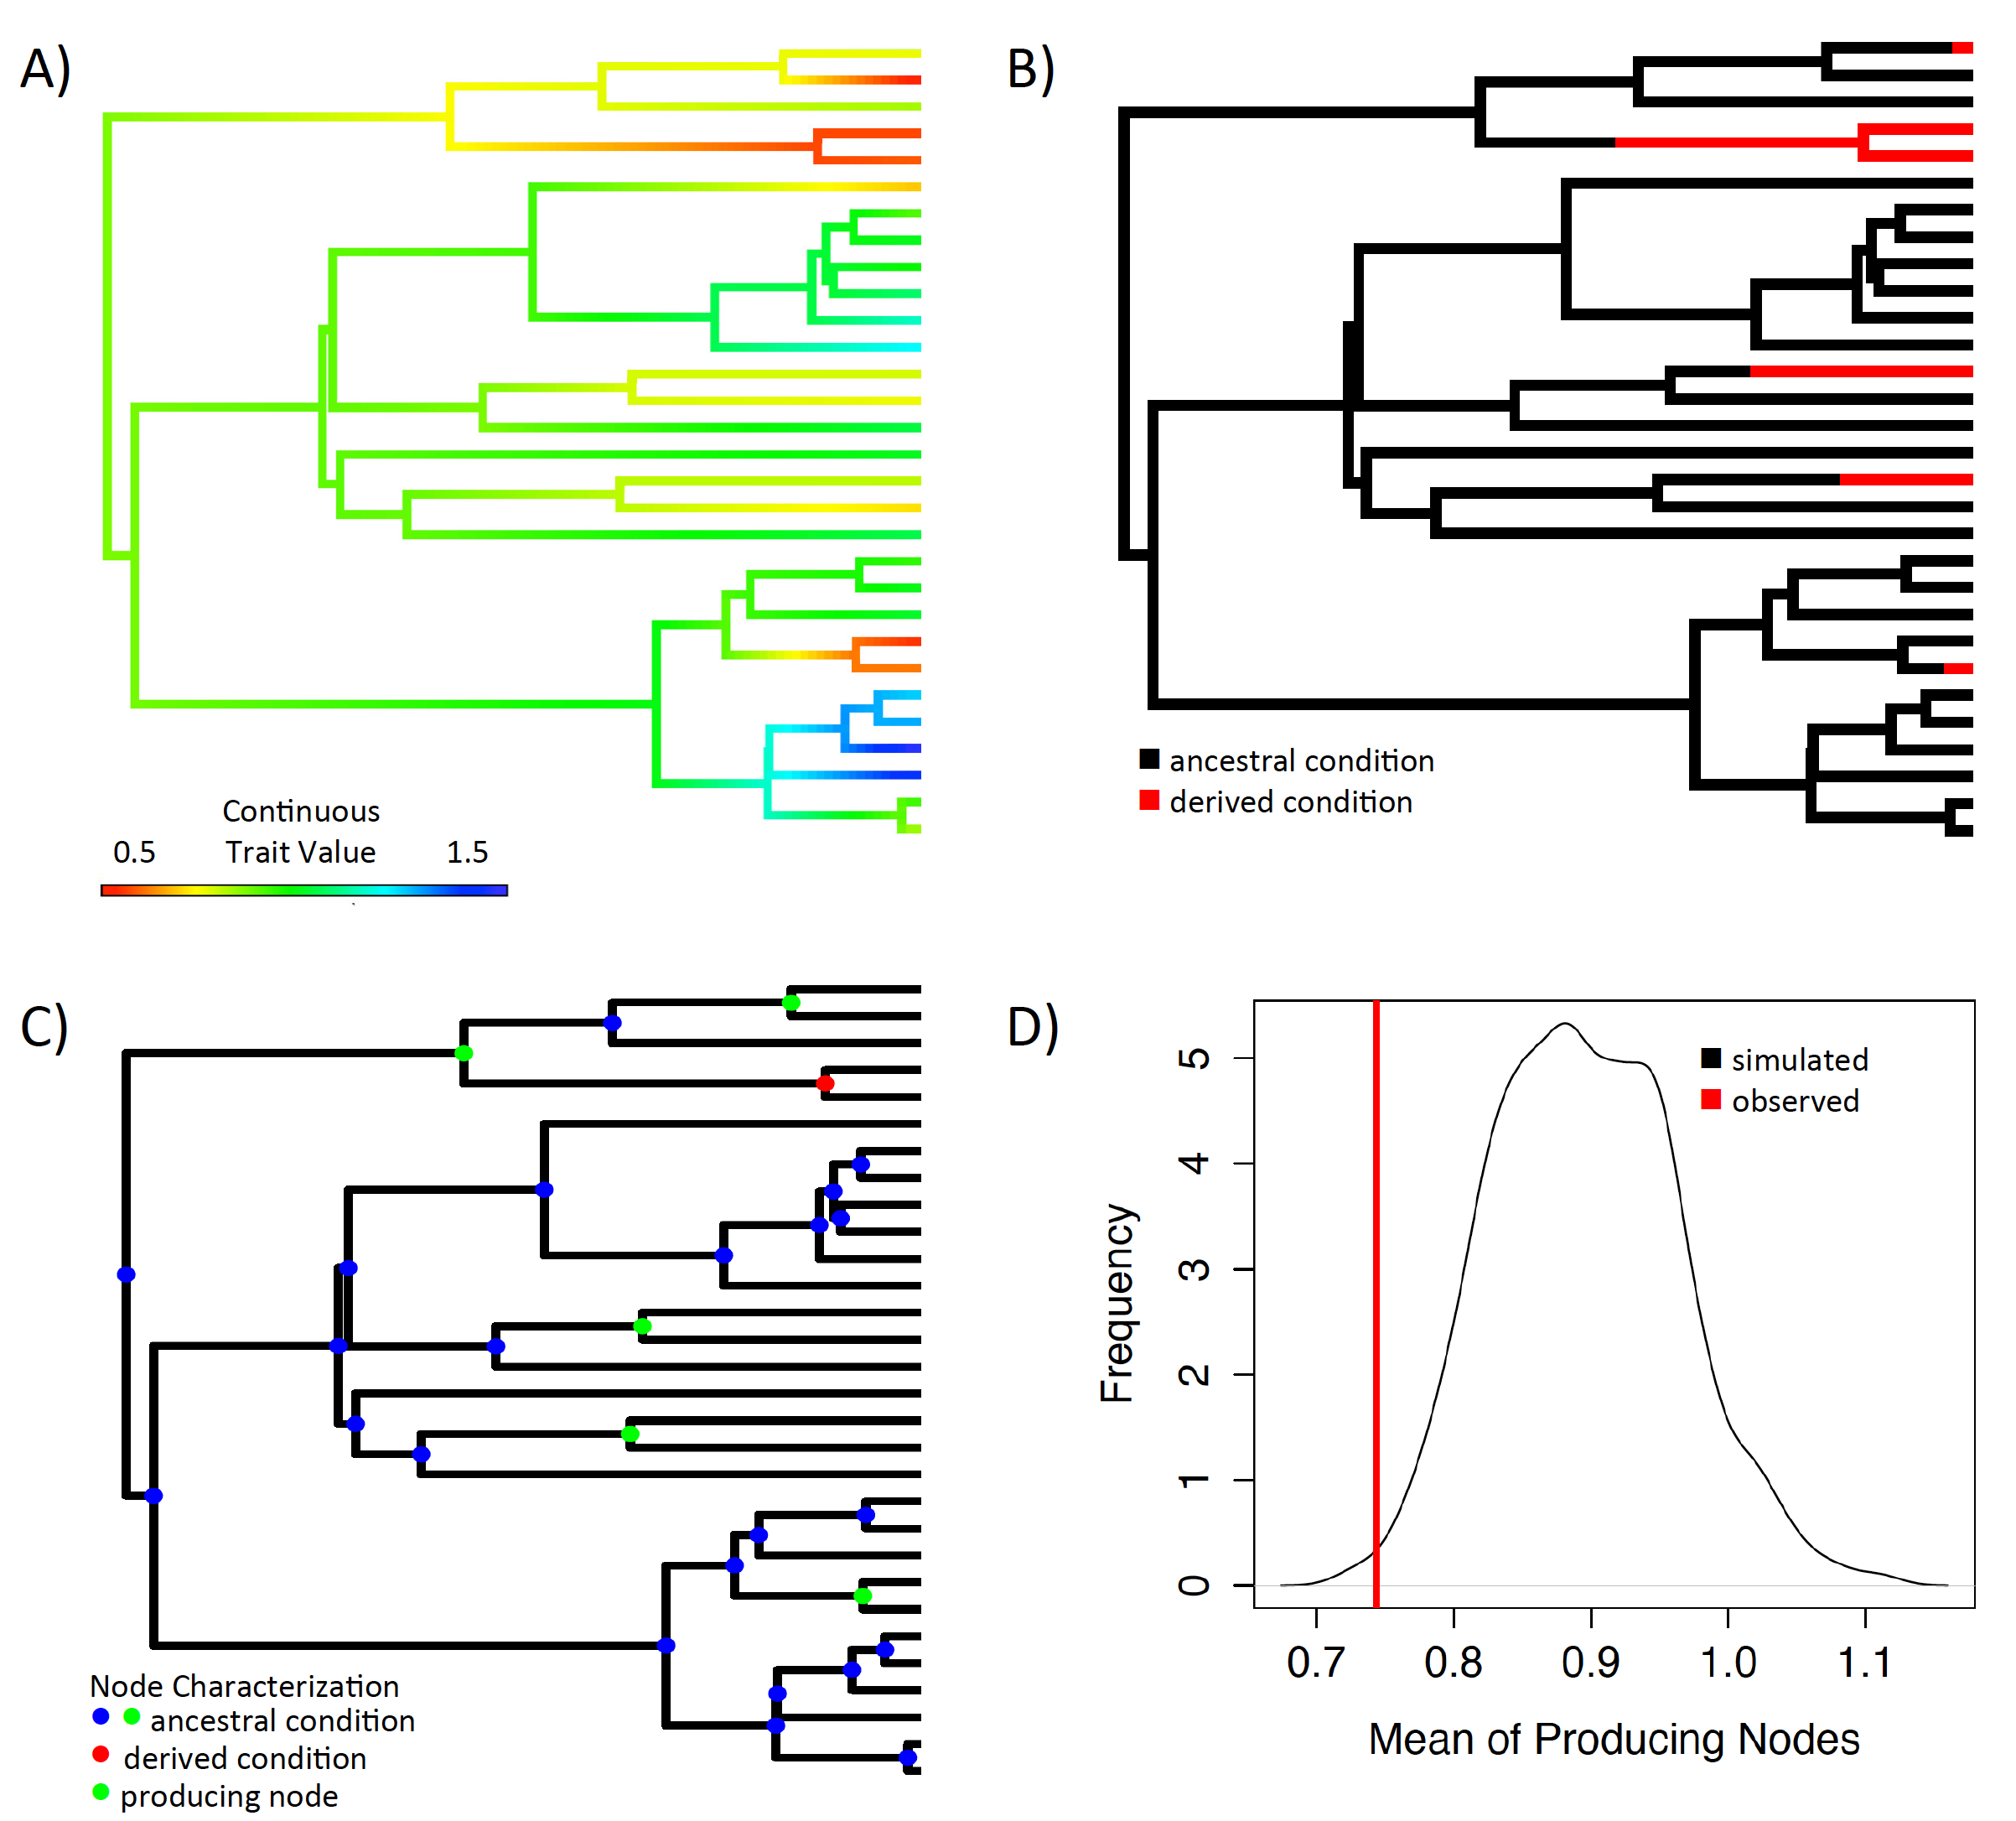 A)
Continuous
0.5 Trait Value 1.5
B)
ancestral condition
derived condition
C)
Node Characterization
ancestral condition
derived condition
producing node
D)
simulated
observed
Frequency
5
4
3
2
1
0
0.7 0.8 0.9 1.0 1.1
Mean of Producing Nodes